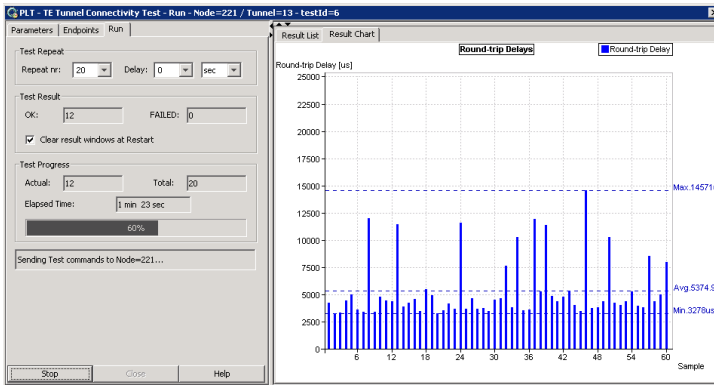 PLT - TE Tunnel Connectivity Test - Run - Node=221 / Tunnel=13 - testId=6
Parameters Endpoints Run
Test Repeat
Repeat nr: 20 Delay: 0 sec
Test Result
OK: 12 FAILED: 0
Clear result windows at Restart
Test Progress
Actual: 12 Total: 20
Elapsed Time: 1 min 23 sec
60%
Sending Test commands to Node=221...
Stop Close Help
Result List Result Chart
Round-trip Delays Round-trip Delay
Round-trip Delay [us]
25000
22500
20000
17500
15000
12500
10000
7500
5000
2500
0
Max.14571
Avg.5374.9
Min.3278us
6 12 18 24 30 36 42 48 54 60
Sample